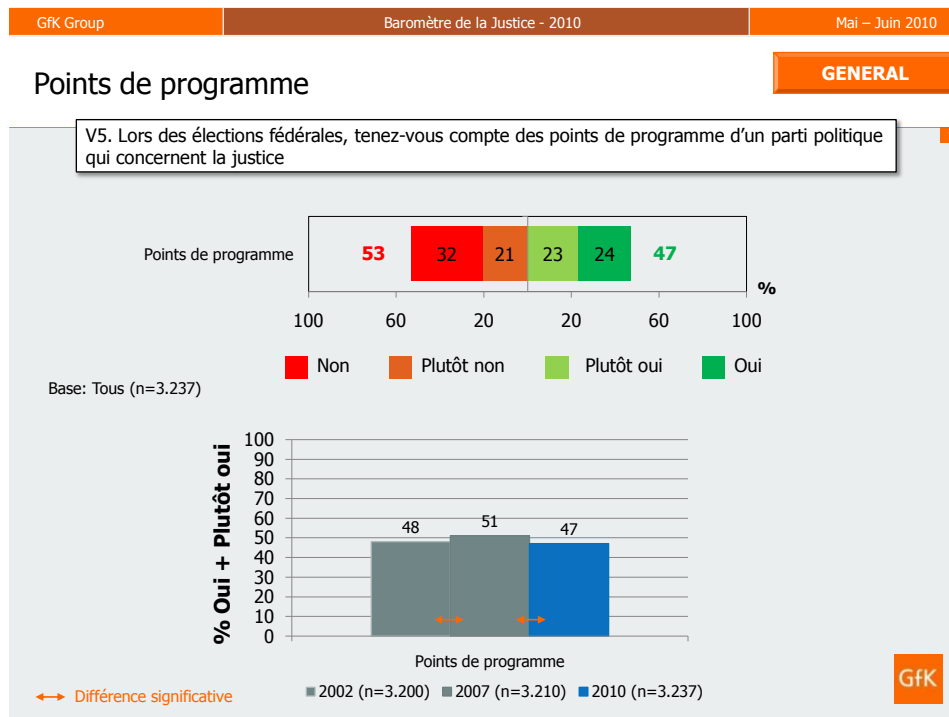 GfK Group Baromètre de la Justice - 2010 Mai – Juin 2010
Points de programme
GENERAL
V5. Lors des élections fédérales, tenez-vous compte des points de programme d’un parti politique
qui concernent la justice
Points de programme 53 32 21 23 24 47
%
100 60 20 20 60 100
Non Plutôt non Plutôt oui Oui
Base: Tous (n=3.237)
% Oui + Plutôt oui
100
90
80
70
60
50
40
30
20
10
0
48 51 47
Points de programme
2002 (n=3.200) 2007 (n=3.210) 2010 (n=3.237)
Différence significative
GfK